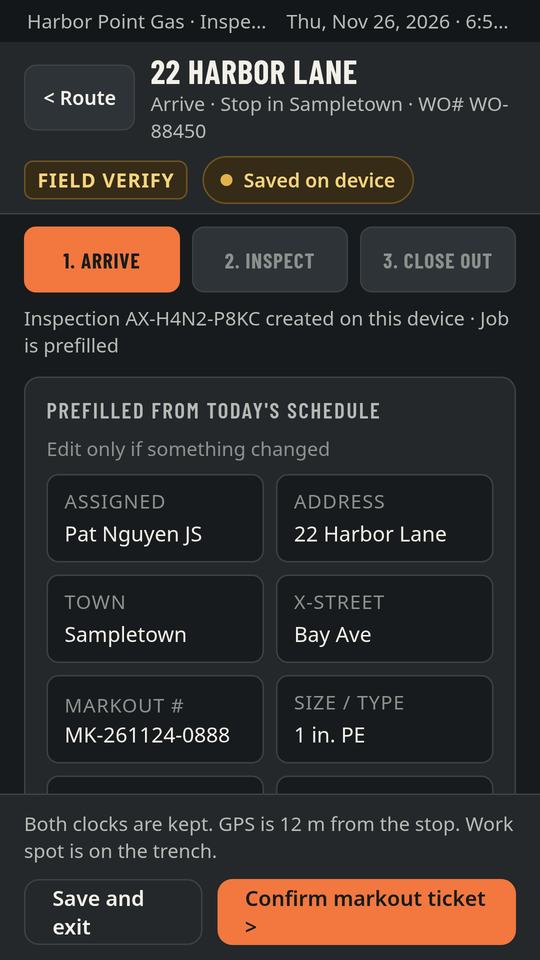 Harbor Point Gas · Inspe... Thu, Nov 26, 2026 · 6:5...
< Route
22 HARBOR LANE
Arrive · Stop in Sampletown · WO# WO-
88450
FIELD VERIFY
Saved on device
1. ARRIVE
2. INSPECT
3. CLOSE OUT
Inspection AX-H4N2-P8KC created on this device · Job
is prefilled
PREFILLED FROM TODAY'S SCHEDULE
Edit only if something changed
ASSIGNED
Pat Nguyen JS
ADDRESS
22 Harbor Lane
TOWN
Sampletown
X-STREET
Bay Ave
MARKOUT #
MK-261124-0888
SIZE / TYPE
1 in. PE
Both clocks are kept. GPS is 12 m from the stop. Work
spot is on the trench.
Save and
exit
Confirm markout ticket
>